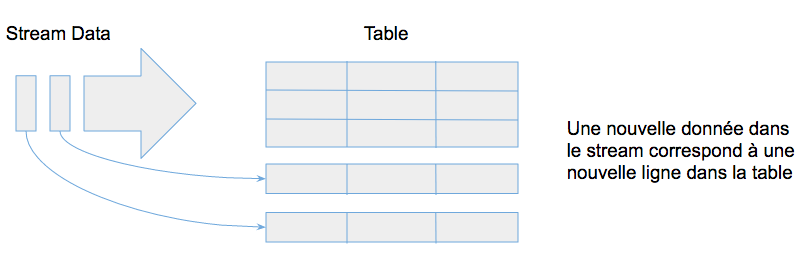 Stream Data
Table
Une nouvelle donnée dans
le stream correspond à une
nouvelle ligne dans la table